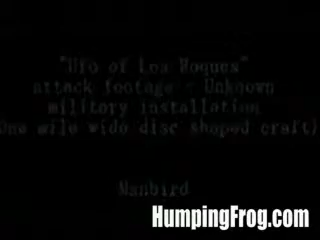 "Ufo of Los Roques"
attack footage - Unknown
military installation
(One mile wide disc shaped craft)
Manbird
HumpingFrog.com